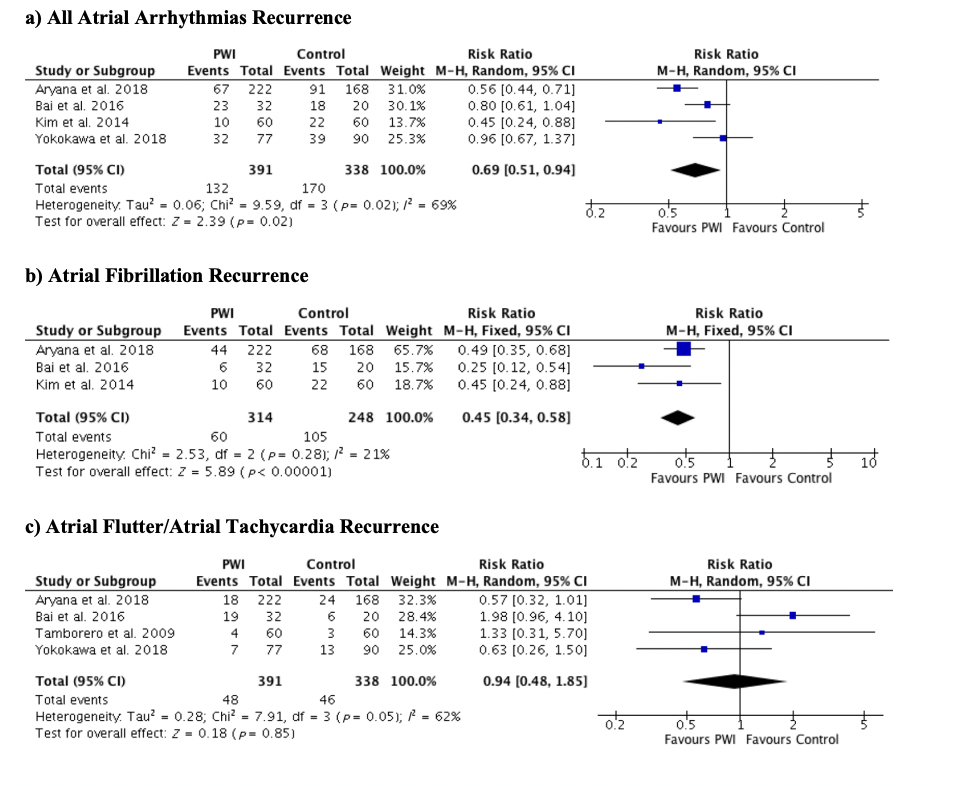 a) All Atrial Arrhythmias Recurrence
PWI Control Risk Ratio Risk Ratio
Study or Subgroup Events Total Events Total Weight M-H, Random, 95% CI M-H, Random, 95% CI
Aryana et al. 2018 67 222 91 168 31.0% 0.56 [0.44, 0.71]
Bai et al. 2016 23 32 18 20 30.1% 0.80 [0.61, 1.04]
Kim et al. 2014 10 60 22 60 13.7% 0.45 [0.24, 0.88]
Yokokawa et al. 2018 32 77 39 90 25.3% 0.96 [0.67, 1.37]
Total (95% CI) 391 338 100.0% 0.69 [0.51, 0.94]
Total events 132 170
Heterogeneity: Tau² = 0.06; Chi² = 9.59, df = 3 (p= 0.02); I² = 69%
Test for overall effect: Z = 2.39 (p= 0.02)
0.2 0.5 1 2 5
Favours PWI Favours Control
b) Atrial Fibrillation Recurrence
PWI Control Risk Ratio Risk Ratio
Study or Subgroup Events Total Events Total Weight M-H, Fixed, 95% CI M-H, Fixed, 95% CI
Aryana et al. 2018 44 222 68 168 65.7% 0.49 [0.35, 0.68]
Bai et al. 2016 6 32 15 20 15.7% 0.25 [0.12, 0.54]
Kim et al. 2014 10 60 22 60 18.7% 0.45 [0.24, 0.88]
Total (95% CI) 314 248 100.0% 0.45 [0.34, 0.58]
Total events 60 105
Heterogeneity: Chi² = 2.53, df = 2 (p= 0.28); I² = 21%
Test for overall effect: Z = 5.89 (p< 0.00001)
0.1 0.2 0.5 1 2 5 10
Favours PWI Favours Control
c) Atrial Flutter/Atrial Tachycardia Recurrence
PWI Control Risk Ratio Risk Ratio
Study or Subgroup Events Total Events Total Weight M-H, Random, 95% CI M-H, Random, 95% CI
Aryana et al. 2018 18 222 24 168 32.3% 0.57 [0.32, 1.01]
Bai et al. 2016 19 32 6 20 28.4% 1.98 [0.96, 4.10]
Tamborero et al. 2009 4 60 3 60 14.3% 1.33 [0.31, 5.70]
Yokokawa et al. 2018 7 77 13 90 25.0% 0.63 [0.26, 1.50]
Total (95% CI) 391 338 100.0% 0.94 [0.48, 1.85]
Total events 48 46
Heterogeneity: Tau² = 0.28; Chi² = 7.91, df = 3 (p= 0.05); I² = 62%
Test for overall effect: Z = 0.18 (p= 0.85)
0.2 0.5 1 2 5
Favours PWI Favours Control